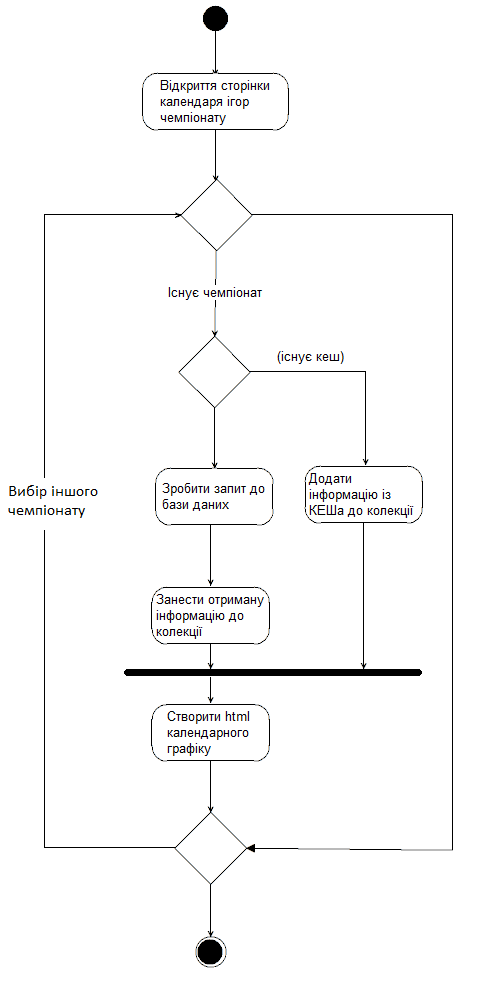 Відкриття сторінки
календаря ігор
чемпіонату
Існує чемпіонат
(існує кеш)
Вибір іншого
чемпіонату
Зробити запит до
бази даних
Додати
інформацію із
КЕШа до колекції
Занести отриману
інформацію до
колекції
Створити html
календарного
графіку